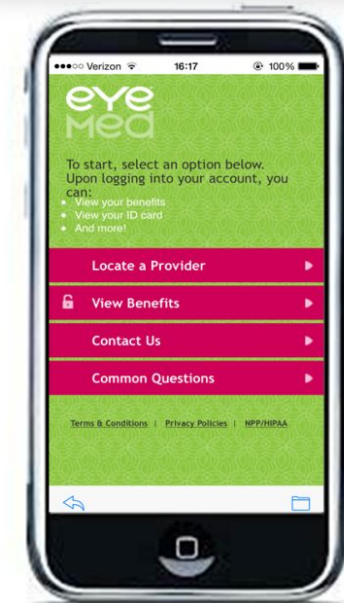 Verizon 16:17 100%
eye
Med
To start, select an option below.
Upon logging into your account, you
can:
View your benefits
View your ID card
And more!
Locate a Provider
View Benefits
Contact Us
Common Questions
Terms & Conditions | Privacy Policies | NPP/HIPAA